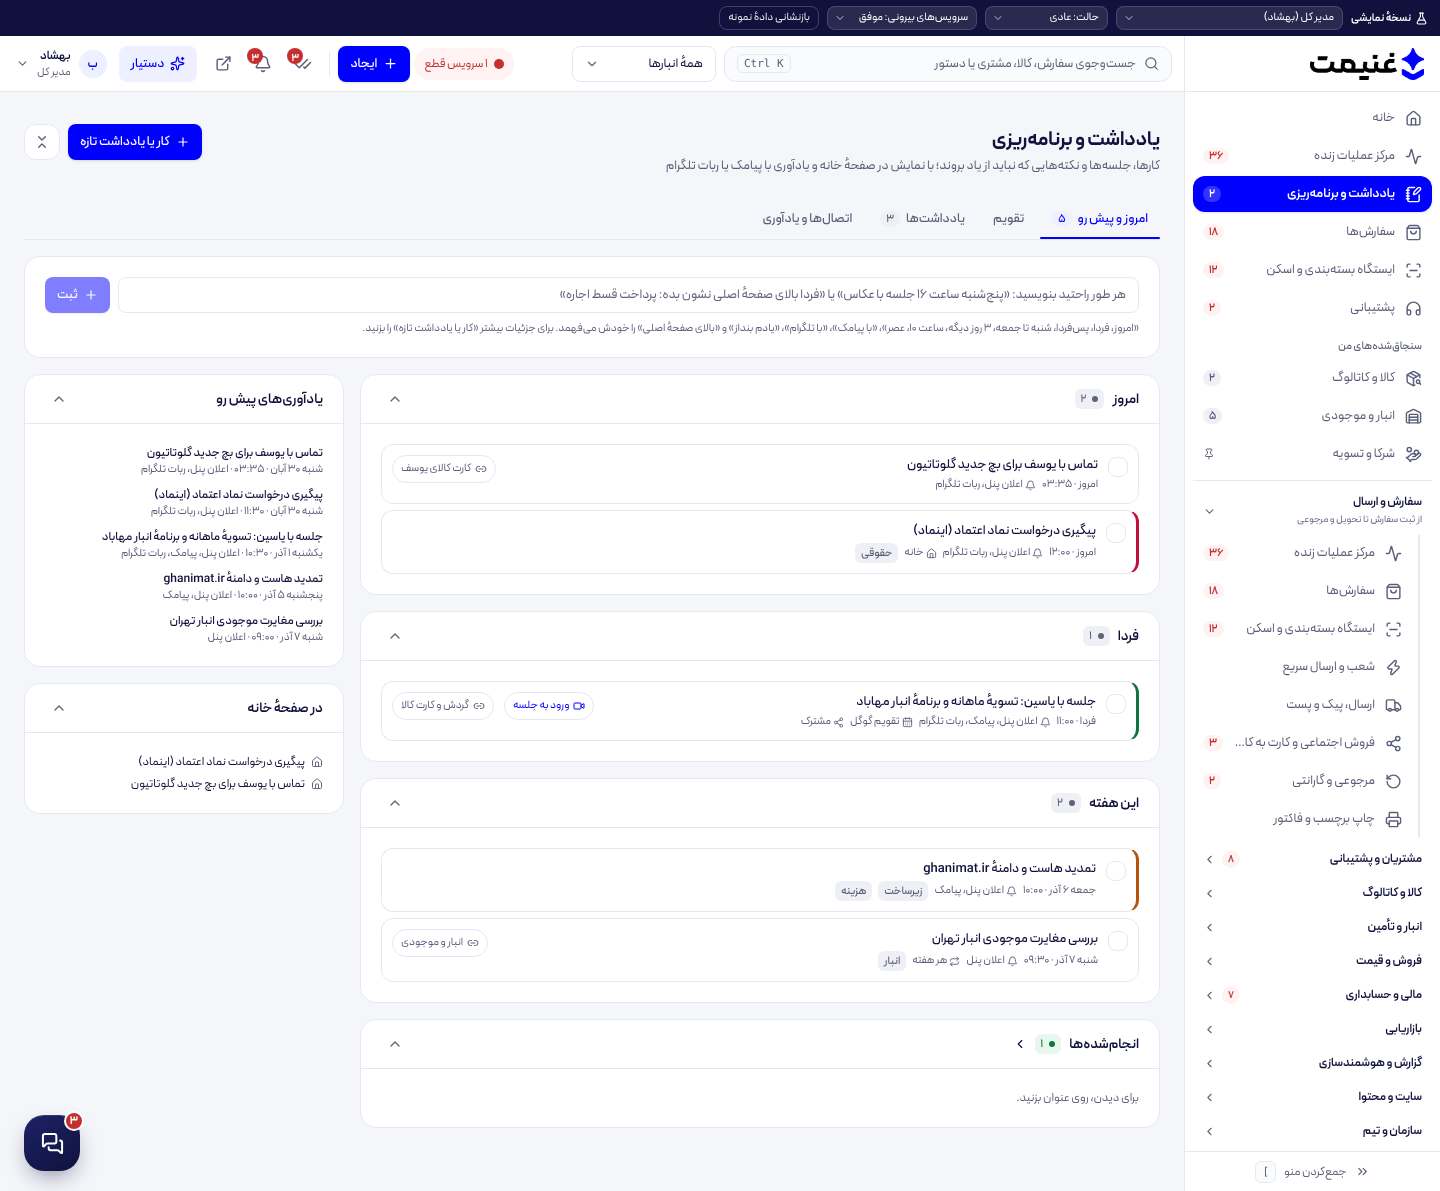 نسخهٔ نمایشی
مدیر کل (بهشاد)
حالت: عادی
سرویس‌های بیرونی: موفق
بازنشانی دادهٔ نمونه
غنیمت
جست‌وجوی سفارش، کالا، مشتری یا دستور
Ctrl K
همهٔ انبارها
۱ سرویس قطع
ایجاد
۳
۳
دستیار
ب
بهشاد
مدیر کل
خانه
مرکز عملیات زنده ۳۶
یادداشت و برنامه‌ریزی ۲
سفارش‌ها ۱۸
ایستگاه بسته‌بندی و اسکن ۱۲
پشتیبانی ۲
سنجاق‌شده‌های من
کالا و کاتالوگ ۲
انبار و موجودی ۵
شرکا و تسویه
سفارش و ارسال
از ثبت سفارش تا تحویل و مرجوعی
مرکز عملیات زنده ۳۶
سفارش‌ها ۱۸
ایستگاه بسته‌بندی و اسکن ۱۲
شعب و ارسال سریع
ارسال، پیک و پست
فروش اجتماعی و کارت به کا... ۳
مرجوعی و گارانتی ۲
چاپ برچسب و فاکتور
مشتریان و پشتیبانی ۸
کالا و کاتالوگ
انبار و تأمین
فروش و قیمت
مالی و حسابداری ۷
بازاریابی
گزارش و هوشمندسازی
سایت و محتوا
سازمان و تیم
جمع‌کردن منو [
یادداشت و برنامه‌ریزی
کارها، جلسه‌ها و نکته‌هایی که نباید از یاد بروند؛ با نمایش در صفحهٔ خانه و یادآوری با پیامک یا ربات تلگرام
کار یا یادداشت تازه
امروز و پیش رو ۵
تقویم
یادداشت‌ها ۳
اتصال‌ها و یادآوری
هر طور راحتید بنویسید: «پنج‌شنبه ساعت ۱۶ جلسه با عکاس» یا «فردا بالای صفحهٔ اصلی نشون بده: پرداخت قسط اجاره»
ثبت
«امروز، فردا، پس‌فردا، شنبه تا جمعه، ۳ روز دیگه، ساعت ۱۰، عصر»، «با پیامک»، «با تلگرام»، «یادم بنداز» و «بالای صفحهٔ اصلی» را خودش می‌فهمد. برای جزئیات بیشتر «کار یا یادداشت تازه» را بزنید.
امروز ۲
تماس با یوسف برای بچ جدید گلوتاتیون
امروز · ۰۳:۳۵ اعلان پنل، ربات تلگرام
کارت کالای یوسف
پیگیری درخواست نماد اعتماد (اینماد)
امروز · ۱۲:۰۰ اعلان پنل، ربات تلگرام خانه حقوقی
فردا ۱
جلسه با یاسین: تسویهٔ ماهانه و برنامهٔ انبار مهاباد
فردا · ۱۱:۰۰ اعلان پنل، پیامک، ربات تلگرام تقویم گوگل مشترک
ورود به جلسه
گردش و کارت کالا
این هفته ۲
تمدید هاست و دامنهٔ ghanimat.ir
جمعه ۶ آذر · ۱۰:۰۰ اعلان پنل، پیامک زیرساخت هزینه
بررسی مغایرت موجودی انبار تهران
شنبه ۷ آذر · ۰۹:۳۰ اعلان پنل هر هفته انبار
انبار و موجودی
انجام‌شده‌ها ۱
برای دیدن، روی عنوان بزنید.
یادآوری‌های پیش رو
تماس با یوسف برای بچ جدید گلوتاتیون
شنبه ۳۰ آبان · ۰۳:۳۵ · اعلان پنل، ربات تلگرام
پیگیری درخواست نماد اعتماد (اینماد)
شنبه ۳۰ آبان · ۱۱:۳۰ · اعلان پنل، ربات تلگرام
جلسه با یاسین: تسویهٔ ماهانه و برنامهٔ انبار مهاباد
یکشنبه ۱ آذر · ۱۰:۳۰ · اعلان پنل، پیامک، ربات تلگرام
تمدید هاست و دامنهٔ ghanimat.ir
پنجشنبه ۵ آذر · ۱۰:۰۰ · اعلان پنل، پیامک
بررسی مغایرت موجودی انبار تهران
شنبه ۷ آذر · ۰۹:۰۰ · اعلان پنل
در صفحهٔ خانه
پیگیری درخواست نماد اعتماد (اینماد)
تماس با یوسف برای بچ جدید گلوتاتیون
۳